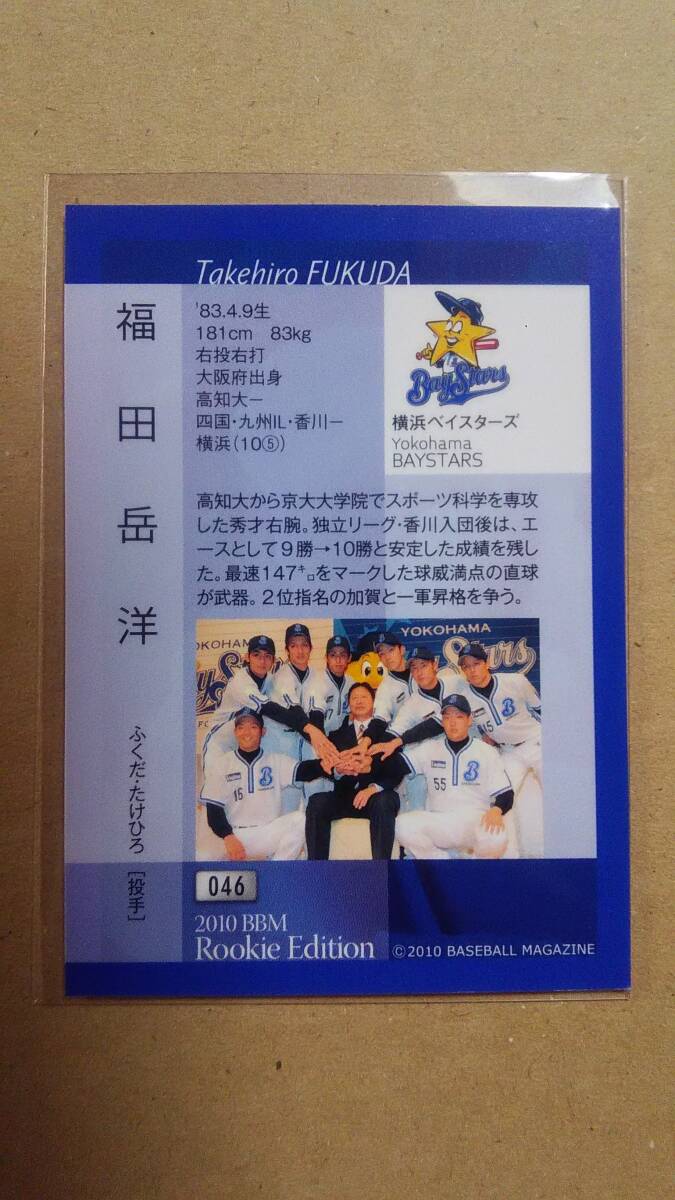 Takehiro FUKUDA
福田岳洋
ふくだ・たけひろ［投手］
'83.4.9生
181cm 83kg
右投右打
大阪府出身
高知大ー
四国・九州IL・香川ー
横浜（10⑤）
BayStars
横浜ベイスターズ
Yokohama
BAYSTARS
高知大から京大大学院でスポーツ科学を専攻
した秀才右腕。独立リーグ・香川入団後は、エ
ースとして９勝→10勝と安定した成績を残し
た。最速147㌔をマークした球威満点の直球
が武器。２位指名の加賀と一軍昇格を争う。
YOKOHAMA
YOKOHAMA
Stars
B
B
15
55
046
2010 BBM
Rookie Edition
©2010 BASEBALL MAGAZINE